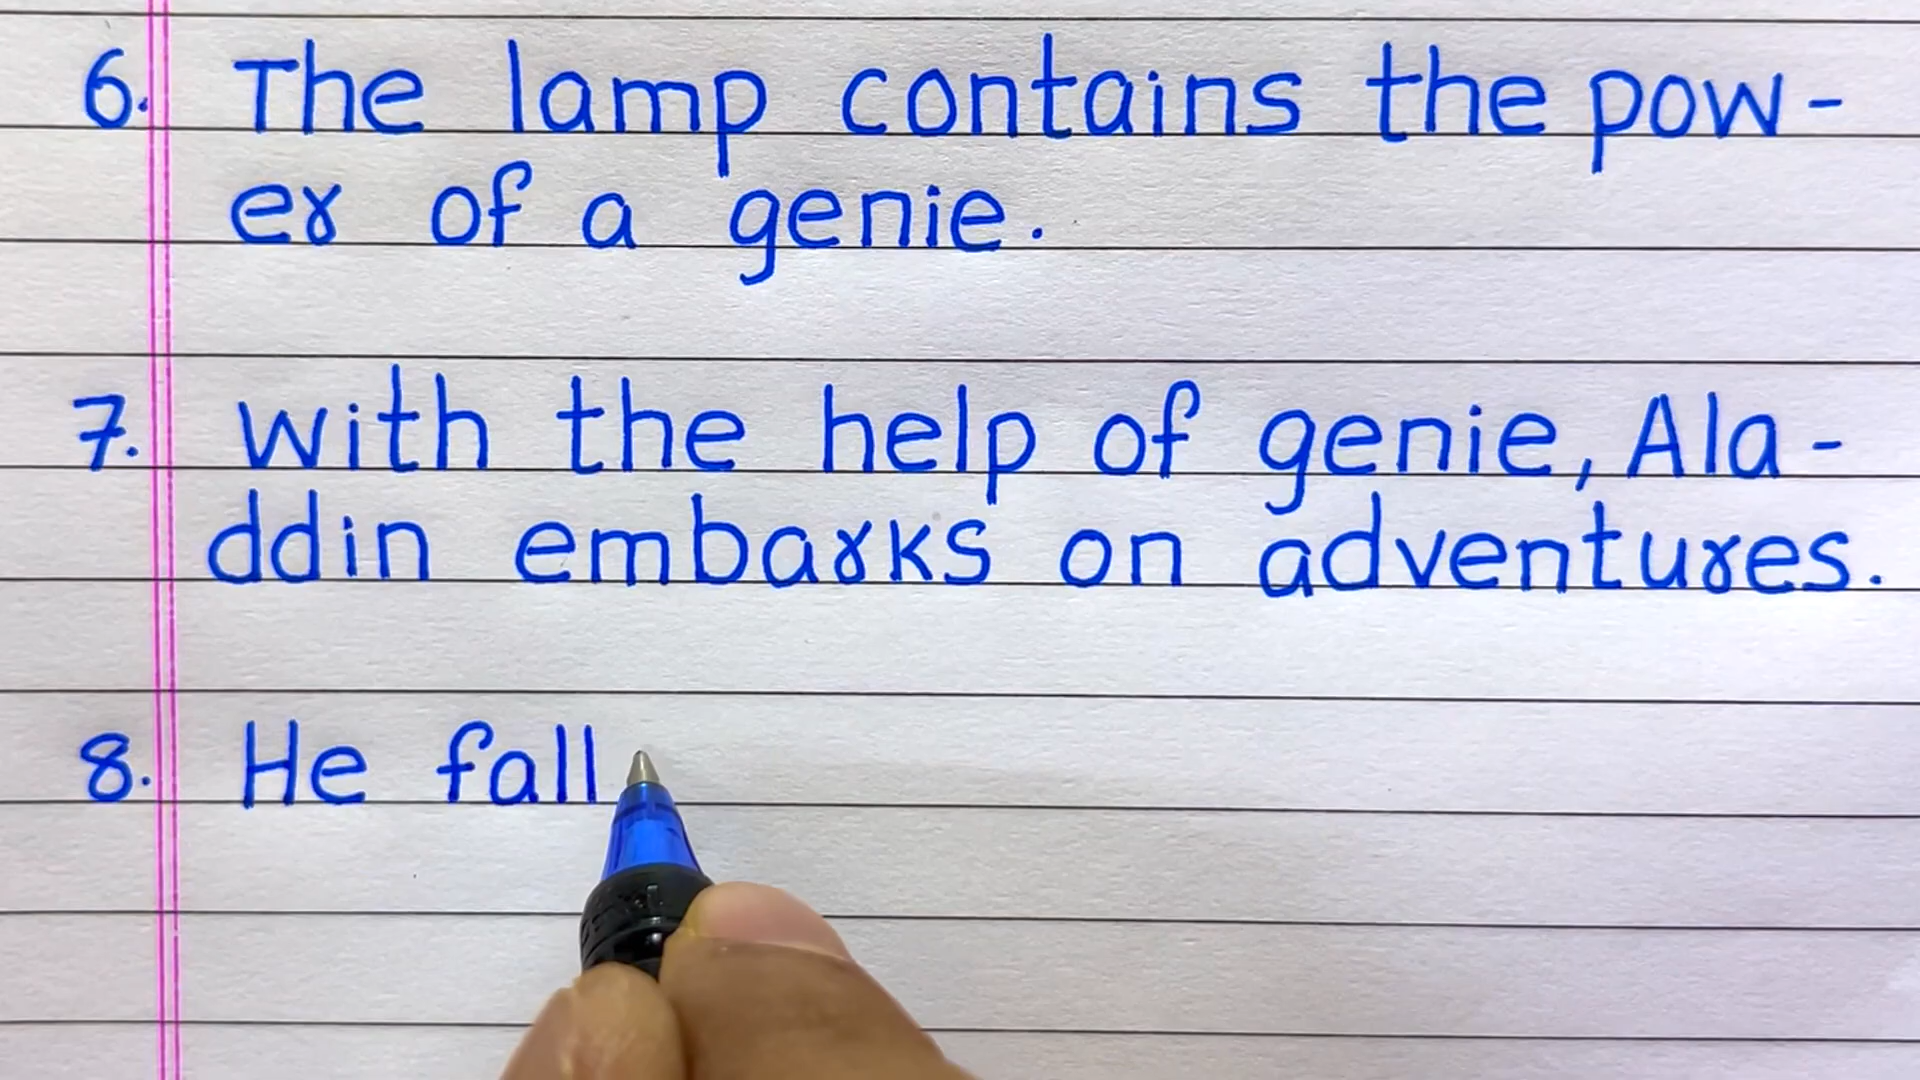 6. The lamp contains the pow-
er of a genie.
7. With the help of genie, Ala-
ddin embarks on adventures.
8. He fall